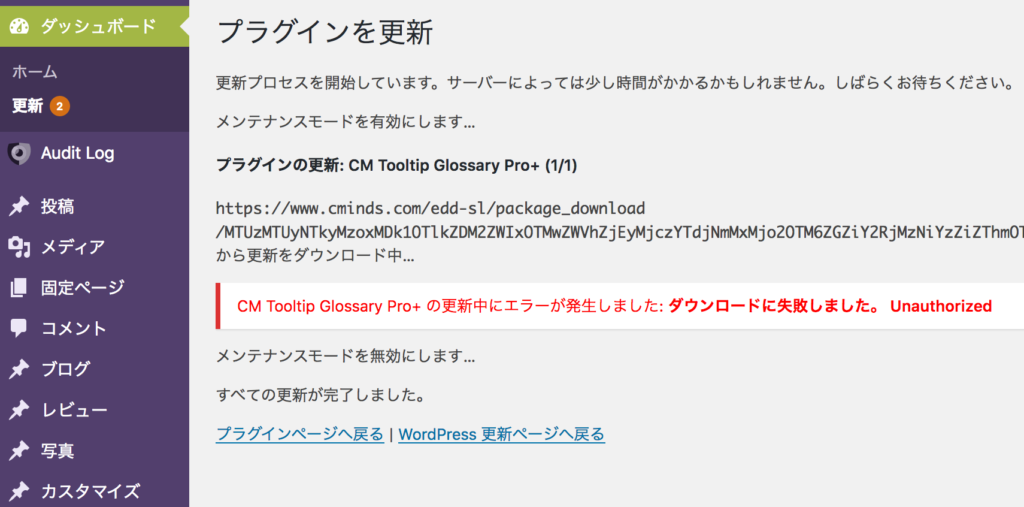 ダッシュボード
ホーム
更新 2
Audit Log
投稿
メディア
固定ページ
コメント
ブログ
レビュー
写真
カスタマイズ
プラグインを更新
更新プロセスを開始しています。サーバーによっては少し時間がかかるかもしれません。しばらくお待ちください。
メンテナンスモードを有効にします...
プラグインの更新: CM Tooltip Glossary Pro+ (1/1)
https://www.cminds.com/edd-sl/package_download
/MTUzMTUyNTkyMzoxMDk1OTlkZDM2ZWIxOTMwZWVhZjEyMjczYTdjNmMxMjo2OTM6ZGZiY2RjMzNiYzZiZThmOT
から更新をダウンロード中...
CM Tooltip Glossary Pro+ の更新中にエラーが発生しました: ダウンロードに失敗しました。 Unauthorized
メンテナンスモードを無効にします...
すべての更新が完了しました。
プラグインページへ戻る | WordPress 更新ページへ戻る